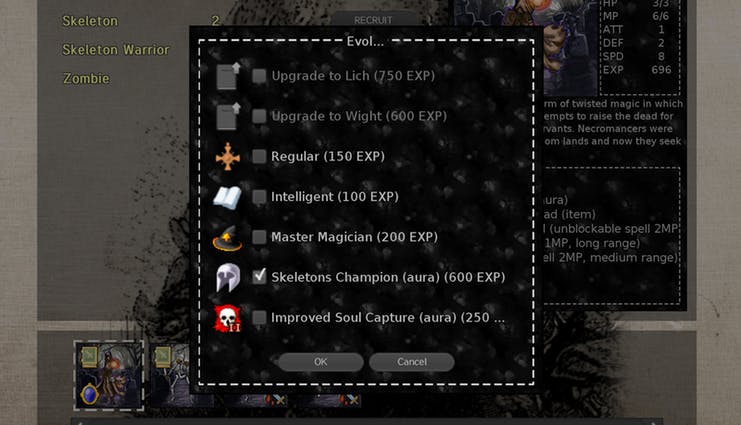 Skeleton 2
RECRUIT
Skeleton Warrior
Zombie
HP 3/3
MP 6/6
ATT 1
DEF 2
SPD 8
EXP 696
rm of twisted magic in which
empts to raise the dead for
rvants. Necromancers were
om lands and now they seek
ura)
ad (item)
l (unblockable spell 2MP
1MP, long range)
ell 2MP, medium range)
Evol...
Upgrade to Lich (750 EXP)
Upgrade to Wight (600 EXP)
Regular (150 EXP)
Intelligent (100 EXP)
Master Magician (200 EXP)
Skeletons Champion (aura) (600 EXP)
Improved Soul Capture (aura) (250 ...
OK
Cancel